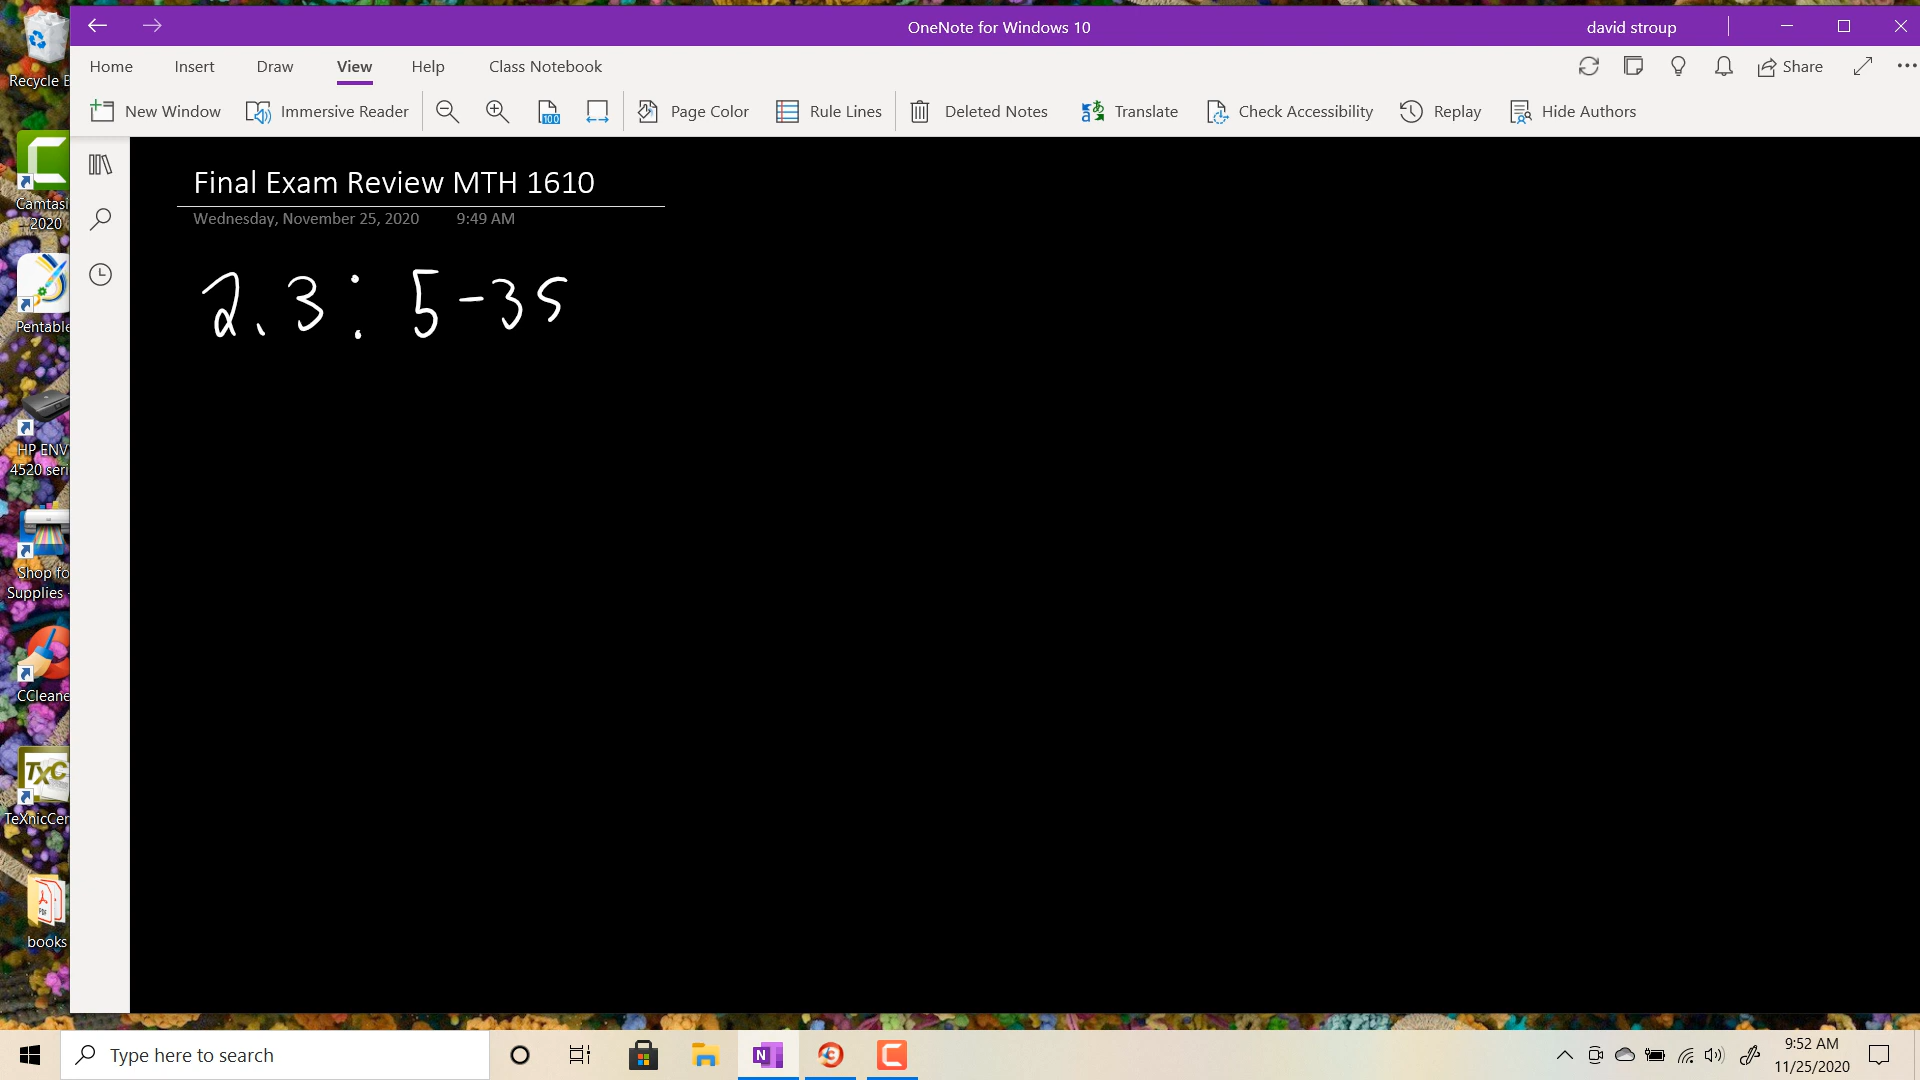 OneNote for Windows 10
david stroup
Home Insert Draw View Help Class Notebook
Share
New Window Immersive Reader 100 Page Color Rule Lines Deleted Notes Translate Check Accessibility Replay Hide Authors
Final Exam Review MTH 1610
Wednesday, November 25, 2020 9:49 AM
2.3: 5-35
Recycle B
Camtasi
2020
Pentable
HP ENV
4520 seri
Shop fo
Supplies -
CCleane
TXC
TeXnicCer
PDF
books
Type here to search
N
9:52 AM
11/25/2020